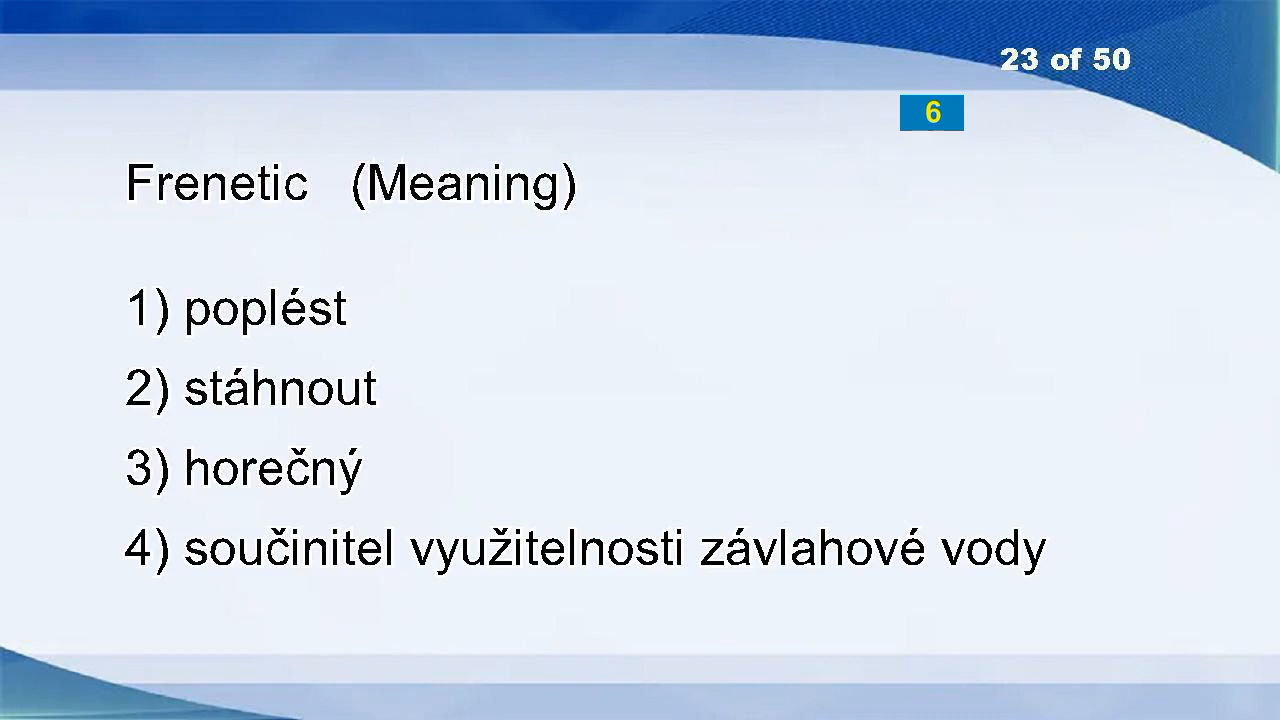 23 of 50
6
Frenetic (Meaning)
1) poplést
2) stáhnout
3) horečný
4) součinitel využitelnosti závlahové vody